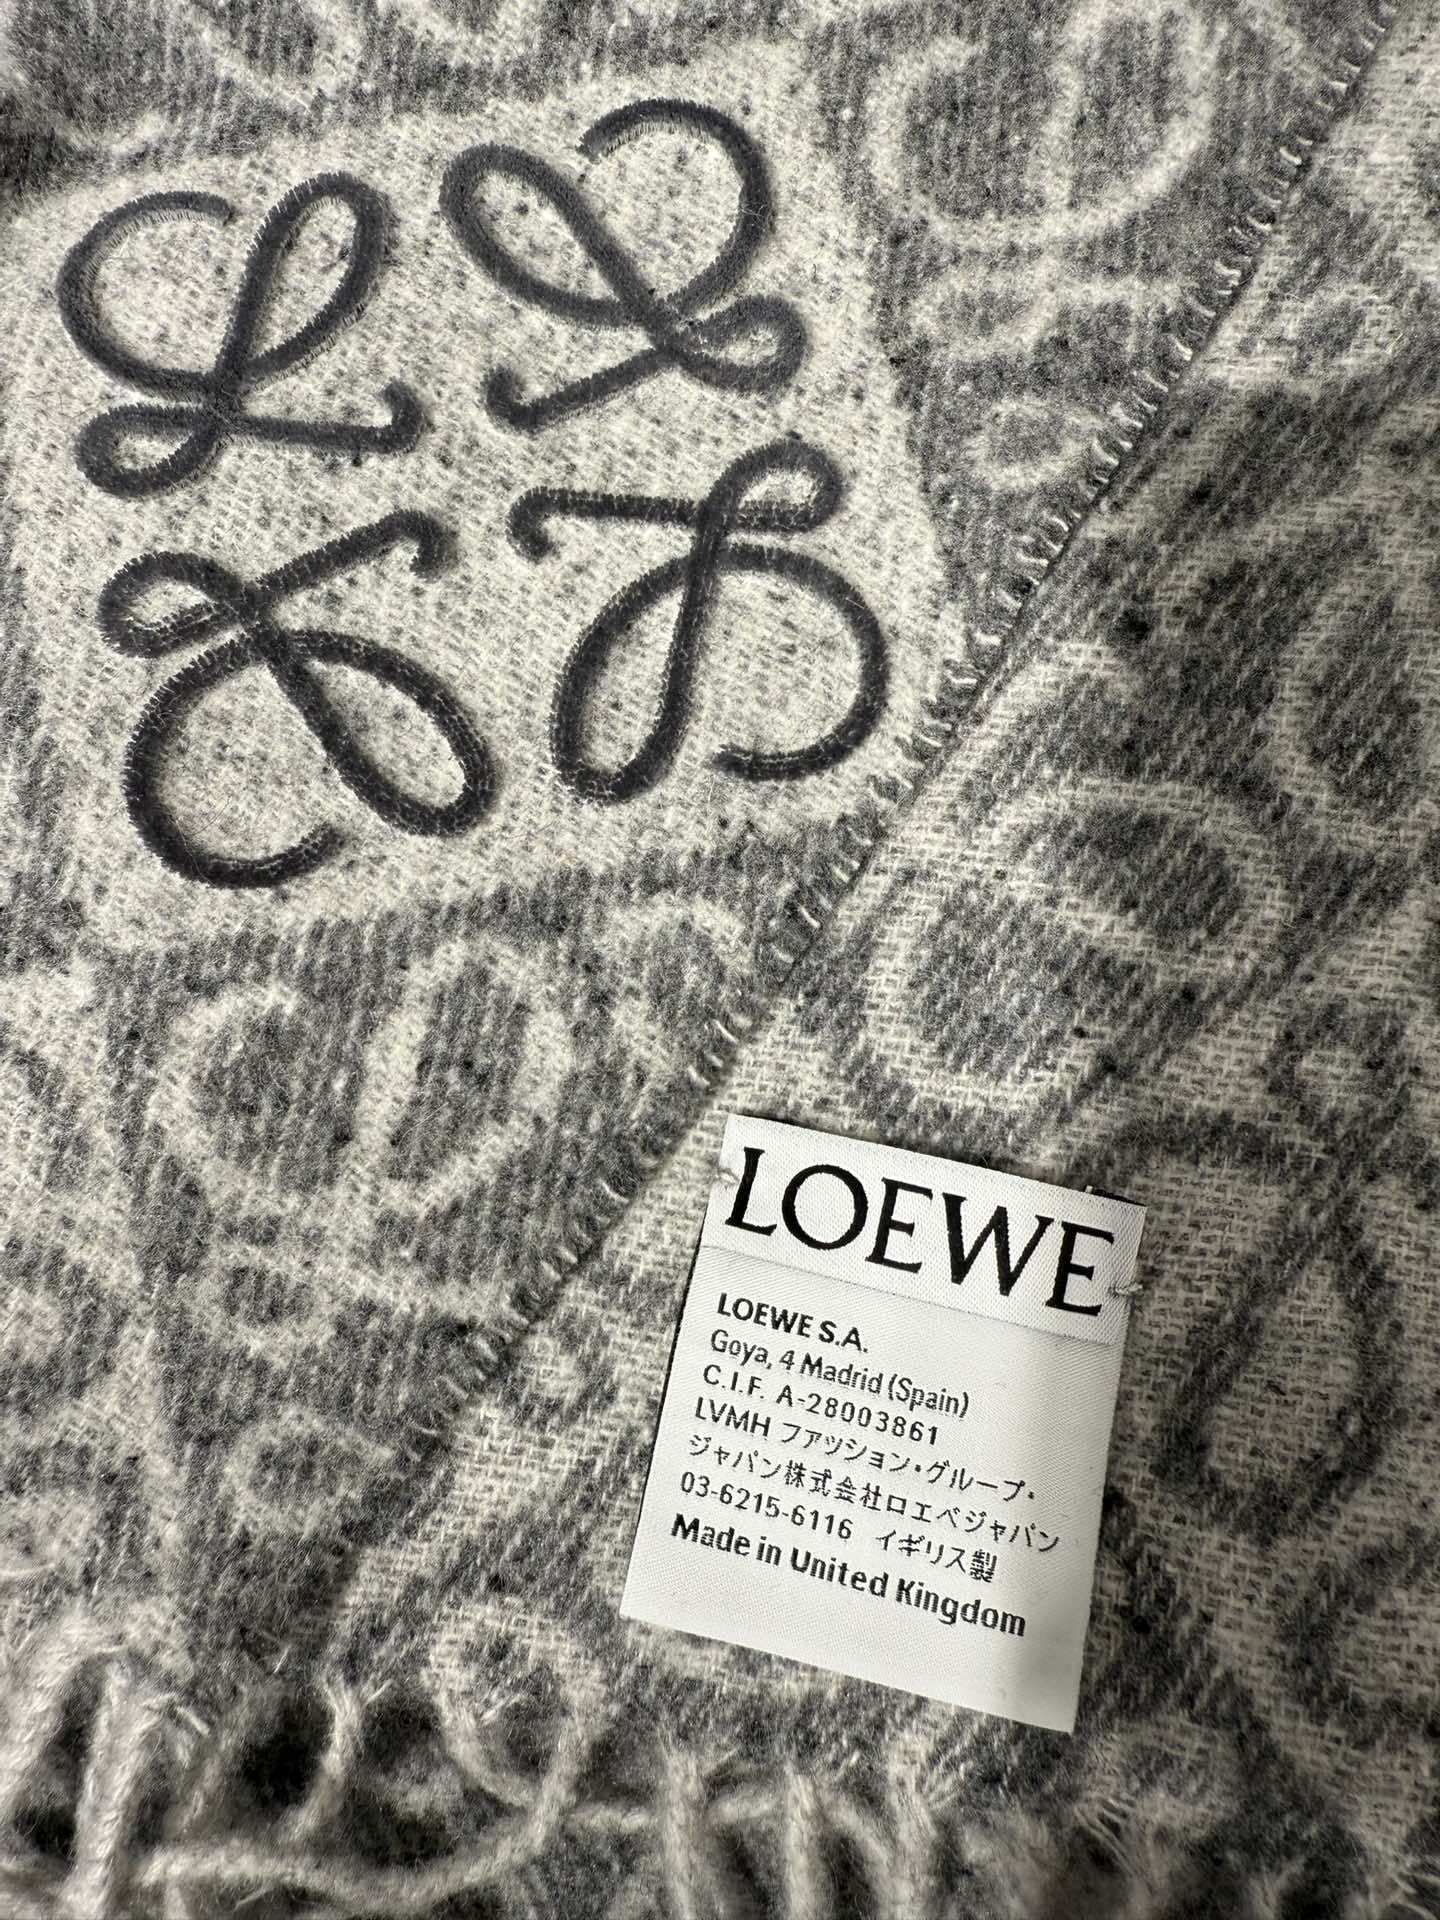 LOEWE
LOEWE S.A.
Goya, 4 Madrid (Spain)
C.I.F. A-28003861
LVMH ファッション・グループ・
ジャパン株式会社ロエベジャパン
03-6215-6116 イギリス製
Made in United Kingdom